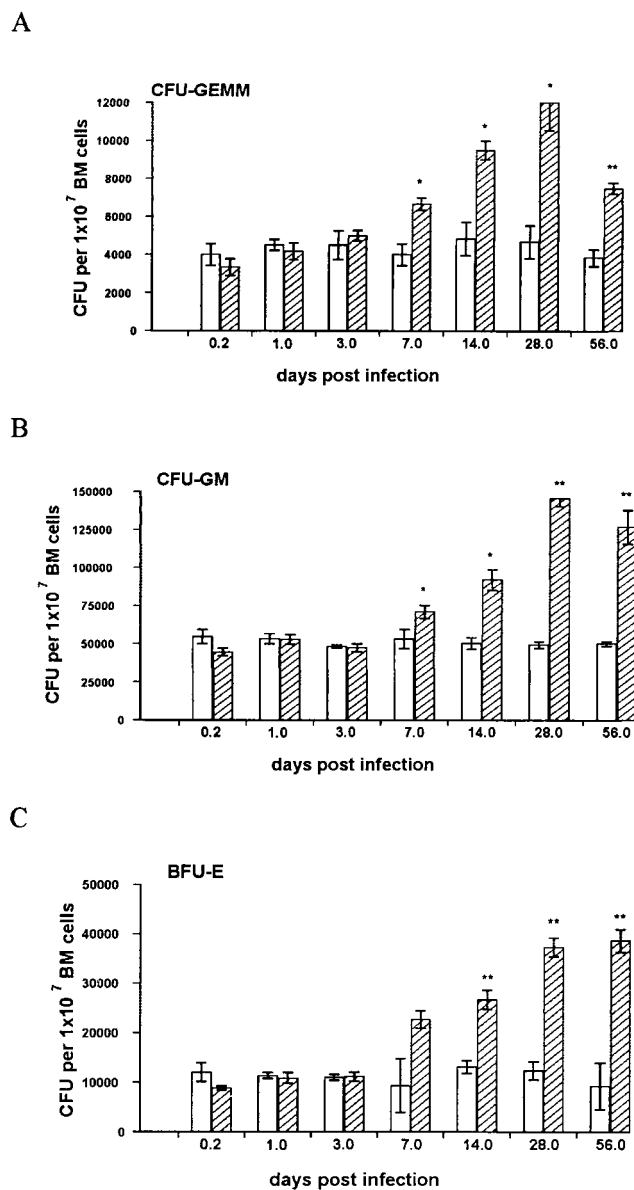 A
CFU-GEMM
CFU per 1x10 7 BM cells
12000
10000
8000
6000
4000
2000
0
* * * **
0.2 1.0 3.0 7.0 14.0 28.0 56.0
days post infection
B
CFU-GM
CFU per 1x10 7 BM cells
150000
125000
100000
75000
50000
25000
0
* * ** **
0.2 1.0 3.0 7.0 14.0 28.0 56.0
days post infection
C
BFU-E
CFU per 1x10 7 BM cells
50000
40000
30000
20000
10000
0
** ** **
0.2 1.0 3.0 7.0 14.0 28.0 56.0
days post infection